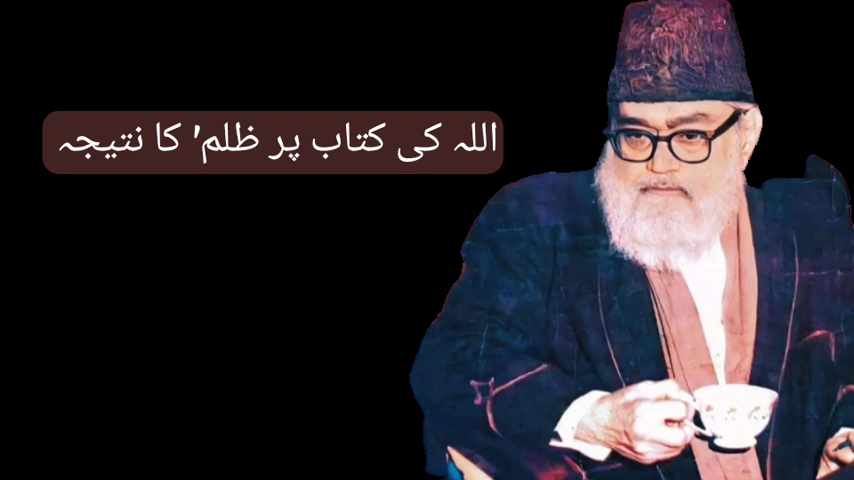 اللہ کی کتاب پر ظلم' کا نتیجہ